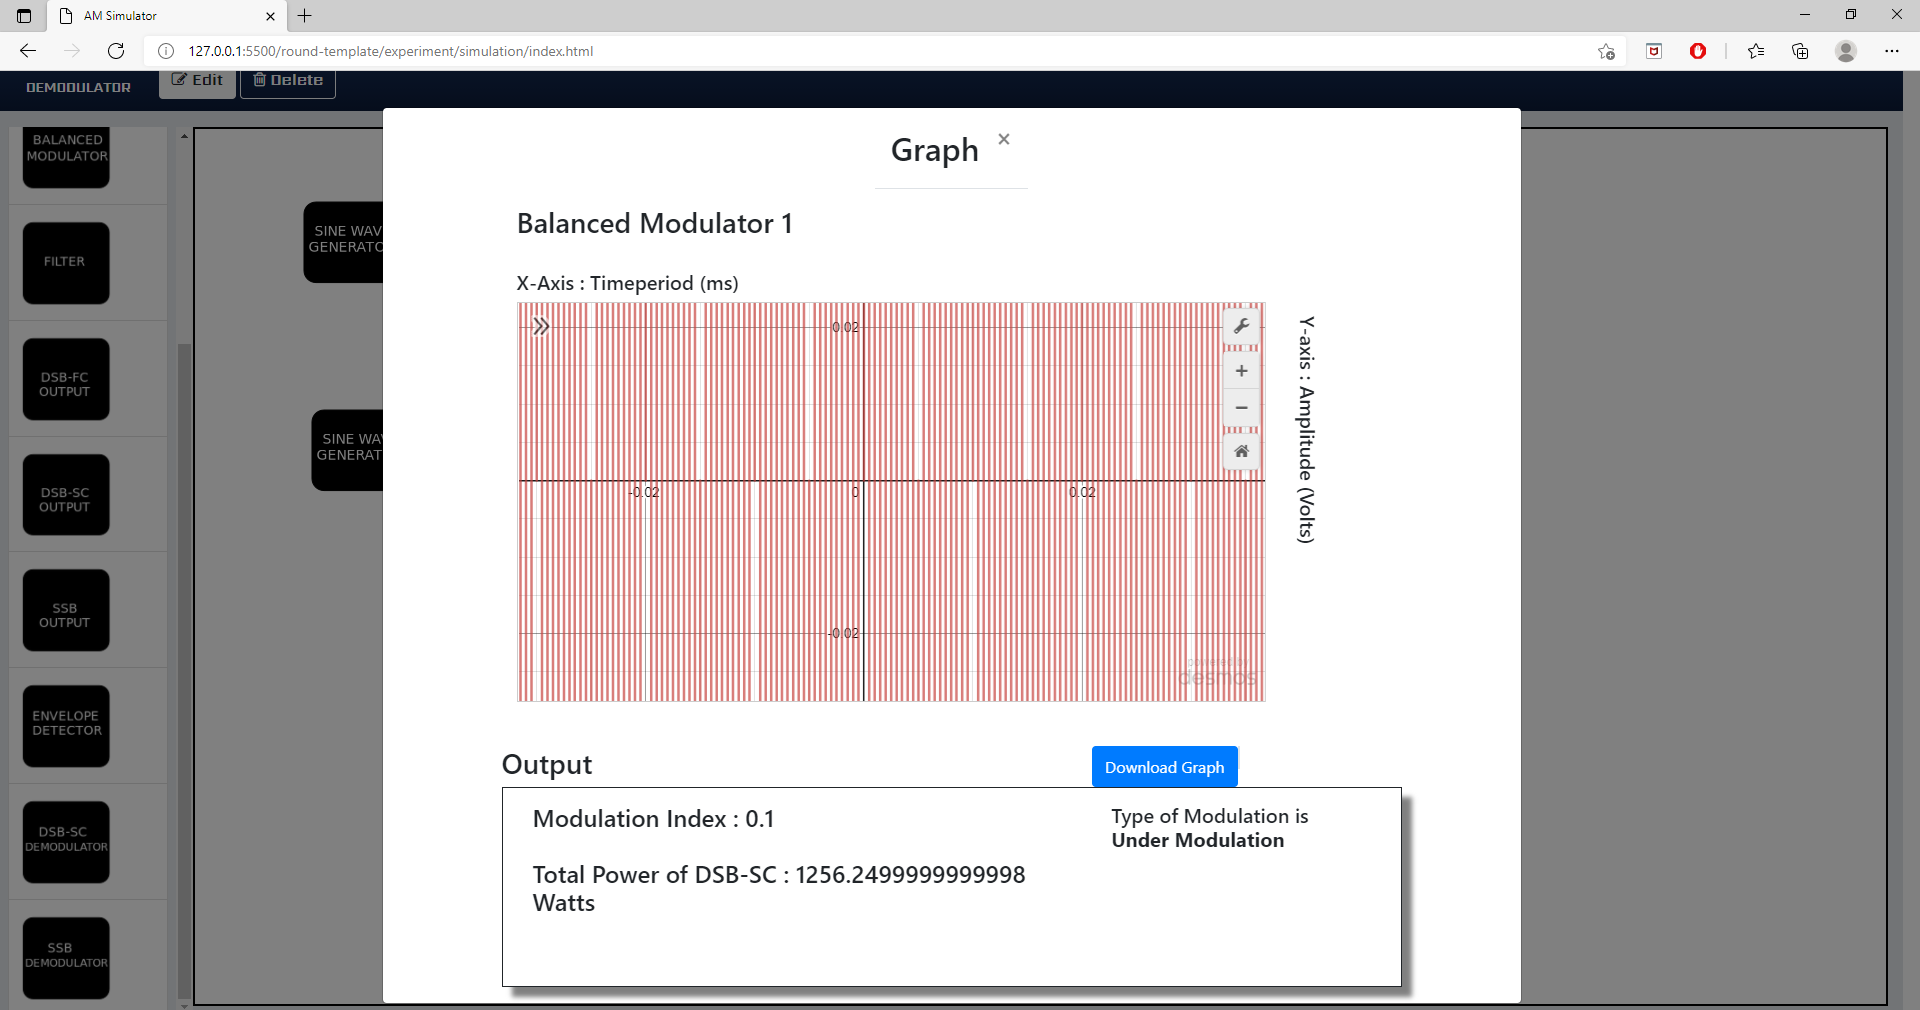 AM Simulator
127.0.0.1:5500/round-template/experiment/simulation/index.html
DEMODULATOR
Edit
Delete
BALANCED
MODULATOR
FILTER
DSB-FC
OUTPUT
DSB-SC
OUTPUT
SSB
OUTPUT
ENVELOPE
DETECTOR
DSB-SC
DEMODULATOR
SSB
DEMODULATOR
SINE WAV
GENERATO
SINE WA
GENERAT
Graph ×
Balanced Modulator 1
X-Axis : Timeperiod (ms)
0.02
-0.02
0
0.02
-0.02
powered by
desmos
Y-axis : Amplitude (Volts)
Output
Download Graph
Modulation Index : 0.1
Type of Modulation is
Under Modulation
Total Power of DSB-SC : 1256.2499999999998
Watts